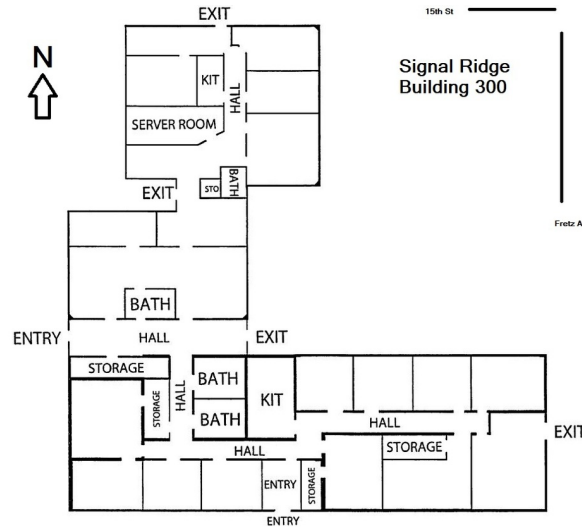 EXIT
15th St
N
Signal Ridge
Building 300
KIT
HALL
SERVER ROOM
BATH
STO
EXIT
Fretz A
BATH
ENTRY
HALL
EXIT
STORAGE
BATH
HALL
STORAGE
KIT
BATH
HALL
EXIT
STORAGE
HALL
ENTRY
STORAGE
ENTRY